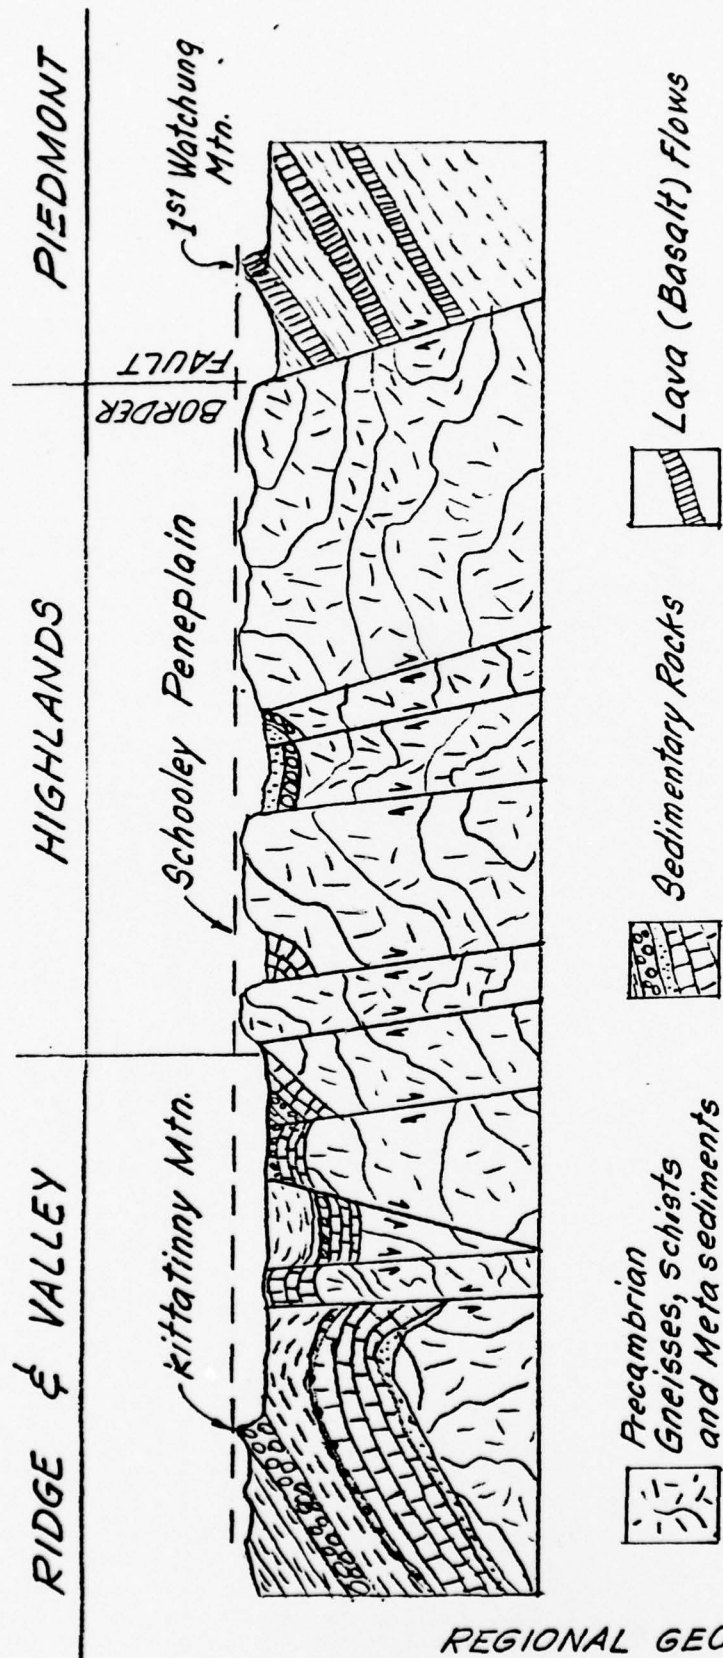 RIDGE & VALLEY
HIGHLANDS
PIEDMONT
Kittatinny Mtn.
Schooley Peneplain
BORDER
FAULT
1ST Watchung
Mtn.
Precambrian
Gneisses, Schists
and Meta sediments
Sedimentary Rocks
Lava (Basalt) Flows
REGIONAL GEO